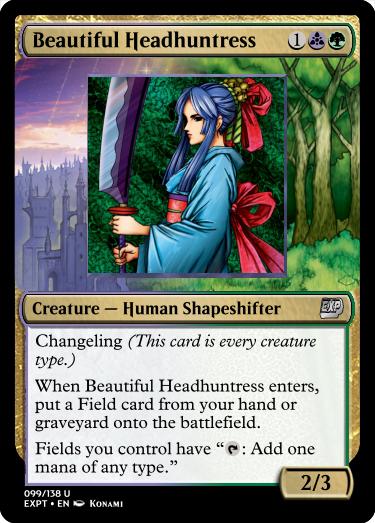 Beautiful Headhuntress 1
Creature — Human Shapeshifter EXP
Changeling (This card is every creature
type.)
When Beautiful Headhuntress enters,
put a Field card from your hand or
graveyard onto the battlefield.
Fields you control have “: Add one
mana of any type.”
2/3
099/138 U
EXPT • EN Konami